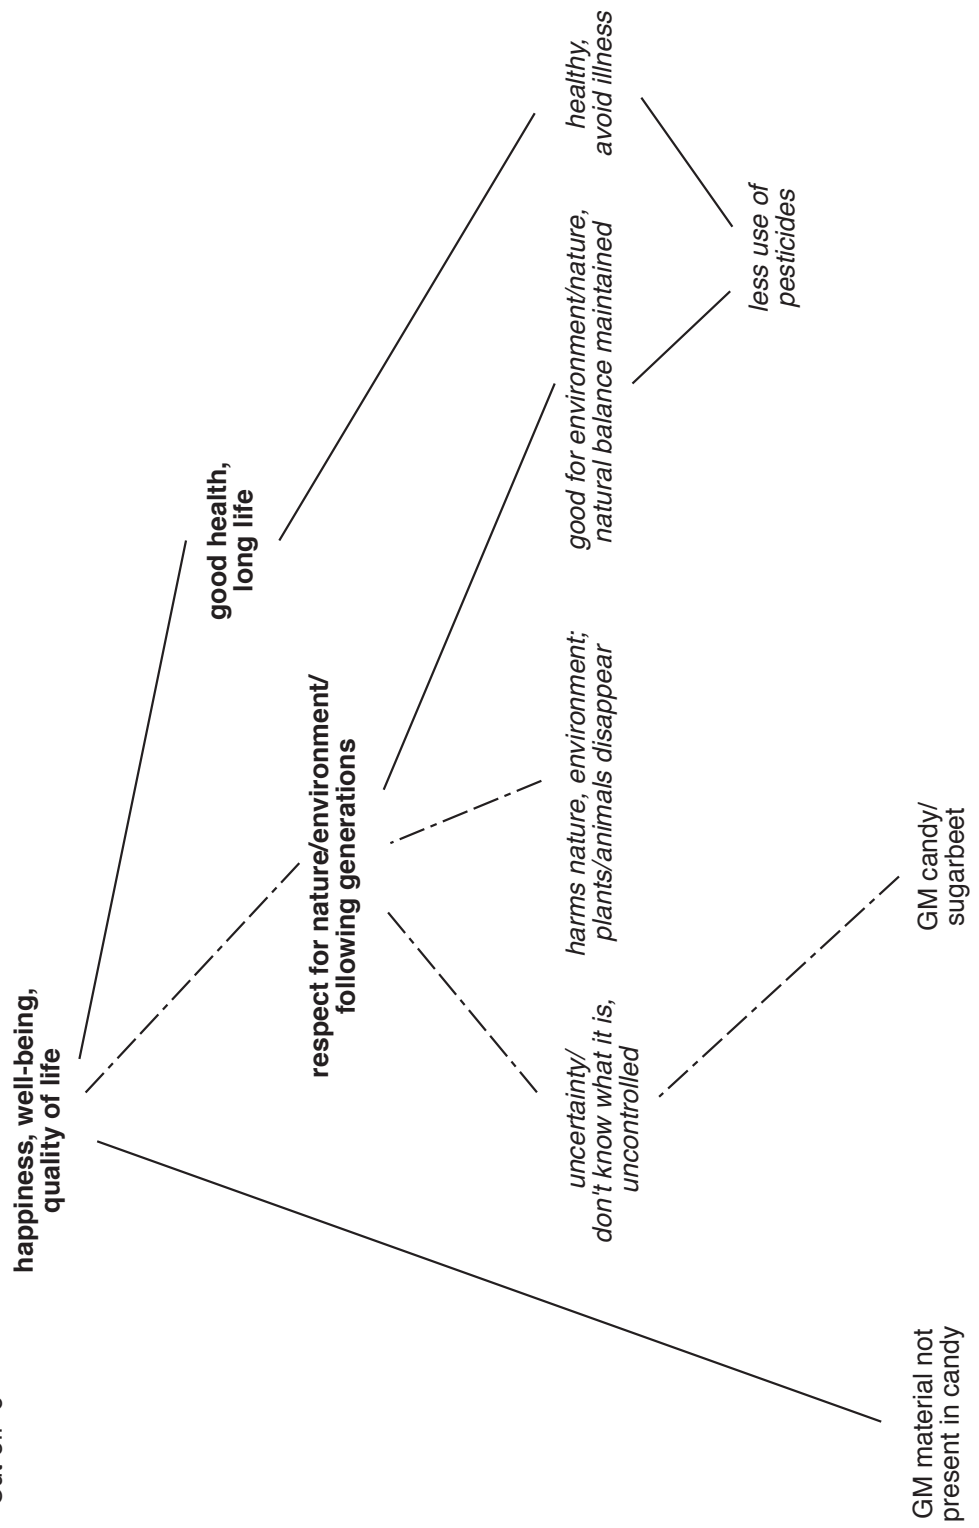 happiness, well-being,
quality of life
good health,
long life
respect for nature/environment/
following generations
uncertainty/
don't know what it is,
uncontrolled
harms nature, environment;
plants/animals disappear
good for environment/nature,
natural balance maintained
healthy,
avoid illness
less use of
pesticides
GM material not
present in candy
GM candy/
sugarbeet